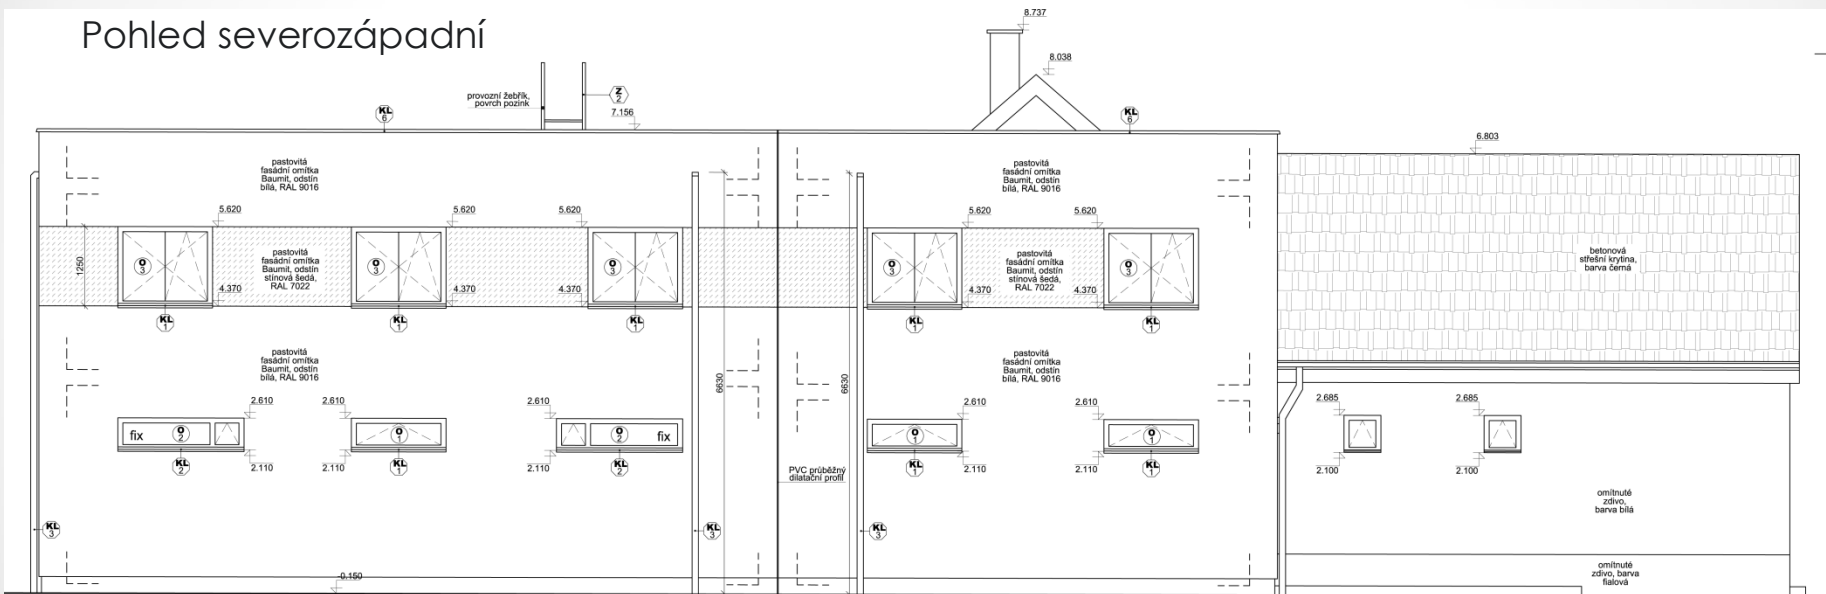 Pohled severozápadní
8.737
8.038
provozní žebřík,
povrch pozink
Z
2
7.156
KL
6
KL
6
6.803
pastovitá
fasádní omítka
Baumit, odstín
bílá, RAL 9016
pastovitá
fasádní omítka
Baumit, odstín
bílá, RAL 9016
5.620
5.620
5.620
5.620
5.620
1250
O
3
pastovitá
fasádní omítka
Baumit, odstín
stínová šedá,
RAL 7022
O
3
O
3
O
3
pastovitá
fasádní omítka
Baumit, odstín
stínová šedá,
RAL 7022
O
3
betonová
střešní krytina,
barva černá
4.370
4.370
4.370
4.370
4.370
KL
1
KL
1
KL
1
KL
1
KL
1
pastovitá
fasádní omítka
Baumit, odstín
bílá, RAL 9016
pastovitá
fasádní omítka
Baumit, odstín
bílá, RAL 9016
6630
6630
2.610
2.610
2.610
2.610
2.610
2.685
2.685
fix
O
2
O
1
O
2
fix
O
1
O
1
2.110
2.110
2.110
2.110
2.110
2.100
2.100
KL
2
KL
1
KL
2
KL
1
KL
1
PVC průběžný
dilatační profil
omítnuté
zdivo,
barva bílá
KL
3
KL
3
KL
3
-0.150
omítnuté
zdivo, barva
fialová